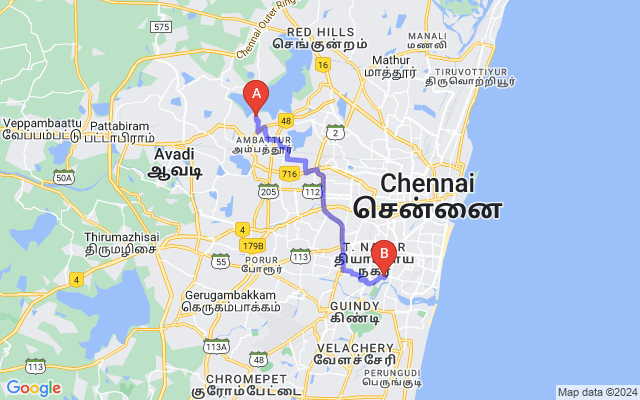 RED HILLS
செங்குன்றம்
MANALI
மணலி
Chennai Outer Ring
575
16
Mathur
மாத்தூர்
TIRUVOTTIYUR
திருவொற்றியூர்
A
Veppambaattu
வேப்பம்பட்டு
Pattabiram
பட்டாபிராம்
48
2
AMBATTUR
அம்பத்தூர்
Avadi
ஆவடி
50A
716
205
112
Chennai
சென்னை
4
Thirumazhisai
திருமழிசை
179B
T. NAGAR
தியாகராய
நகர்
B
113
PORUR
போரூர்
55
4
Gerugambakkam
கெருகம்பாக்கம்
GUINDY
கிண்டி
48
113
113A
VELACHERY
வேளச்சேரி
PERUNGUDI
பெருங்குடி
48
CHROMEPET
குரோம்பேட்டை
Google
Map data ©2024